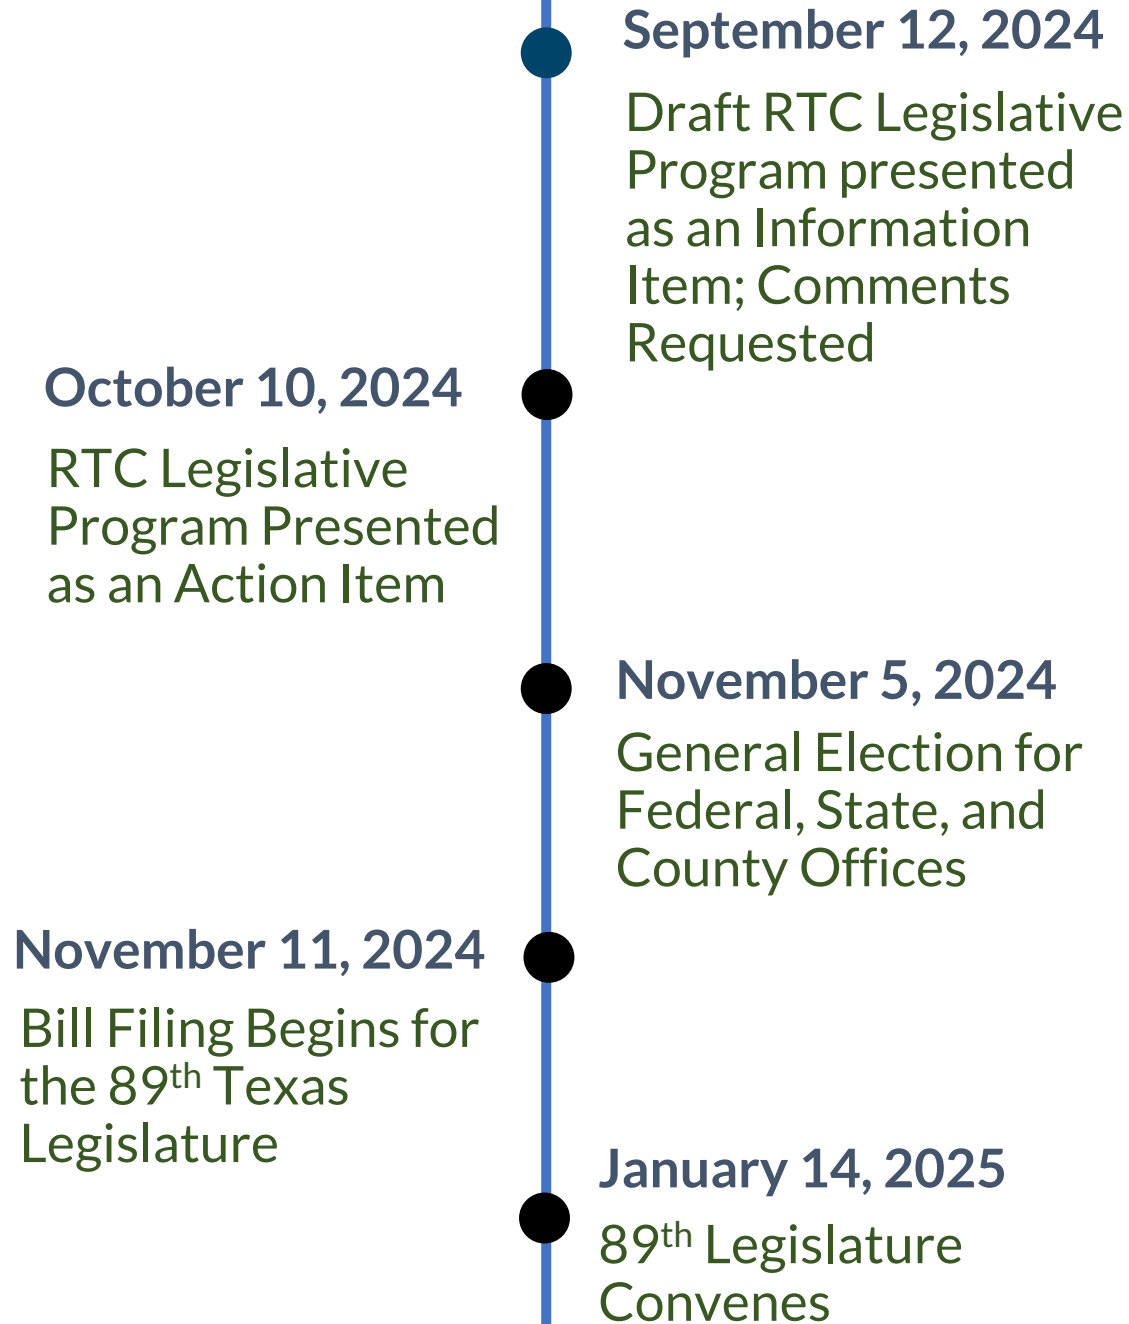 September 12, 2024
Draft RTC Legislative
Program presented
as an Information
Item; Comments
Requested
October 10, 2024
RTC Legislative
Program Presented
as an Action Item
November 5, 2024
General Election for
Federal, State, and
County Offices
November 11, 2024
Bill Filing Begins for
the 89th Texas
Legislature
January 14, 2025
89th Legislature
Convenes